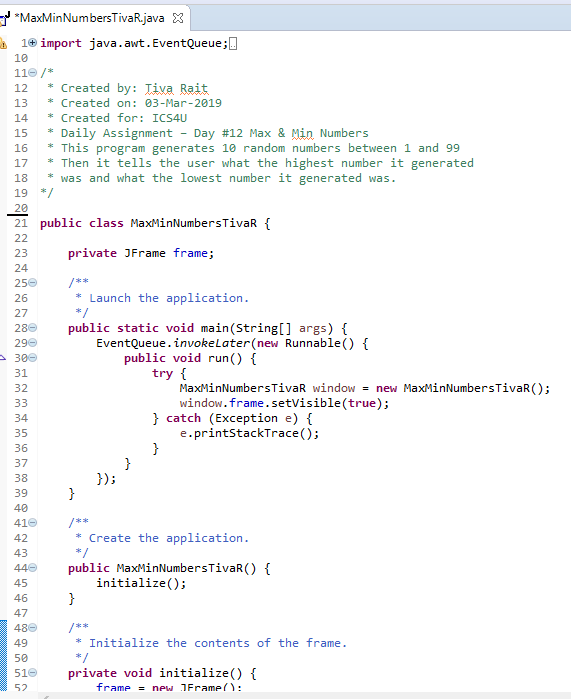 *MaxMinNumbersTivaR.java
1 import java.awt.EventQueue;
10
11 /*
12 * Created by: Tiva Rait
13 * Created on: 03-Mar-2019
14 * Created for: ICS4U
15 * Daily Assignment – Day #12 Max & Min Numbers
16 * This program generates 10 random numbers between 1 and 99
17 * Then it tells the user what the highest number it generated
18 * was and what the lowest number it generated was.
19 */
20
21 public class MaxMinNumbersTivaR {
22
23 private JFrame frame;
24
25 /**
26 * Launch the application.
27 */
28 public static void main(String[] args) {
29 EventQueue.invokeLater(new Runnable() {
30 public void run() {
31 try {
32 MaxMinNumbersTivaR window = new MaxMinNumbersTivaR();
33 window.frame.setVisible(true);
34 } catch (Exception e) {
35 e.printStackTrace();
36 }
37 }
38 });
39 }
40
41 /**
42 * Create the application.
43 */
44 public MaxMinNumbersTivaR() {
45 initialize();
46 }
47
48 /**
49 * Initialize the contents of the frame.
50 */
51 private void initialize() {
52 frame = new JFrame();